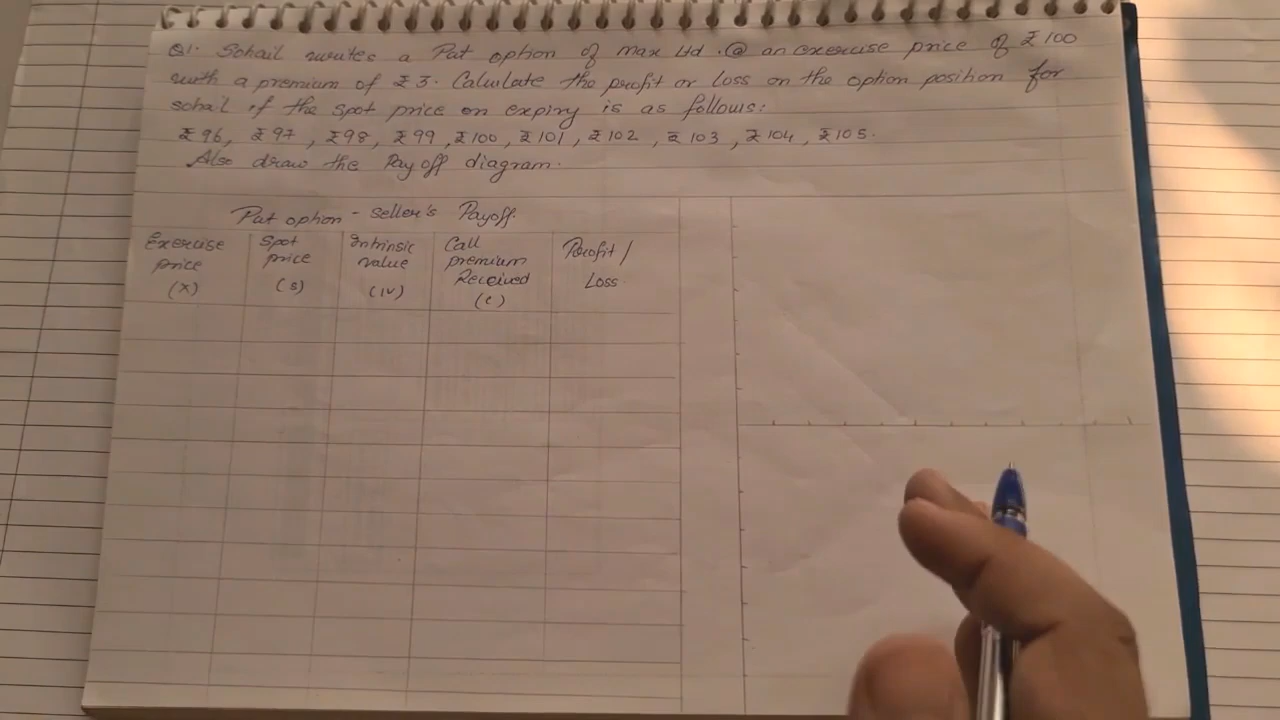 Q1. Sohail writes a Put option of Max Ltd. @ an exercise price of ₹100
with a premium of ₹3. Calculate the profit or loss on the option position for
sohail if the spot price on expiry is as follows:
₹96, ₹97, ₹98, ₹99, ₹100, ₹101, ₹102, ₹103, ₹104, ₹105.
Also draw the Pay off diagram.
Put option - seller's Payoff.
Exercise price (X)
Spot price (S)
Intrinsic value (IV)
Call premium Received (C)
Profit / Loss